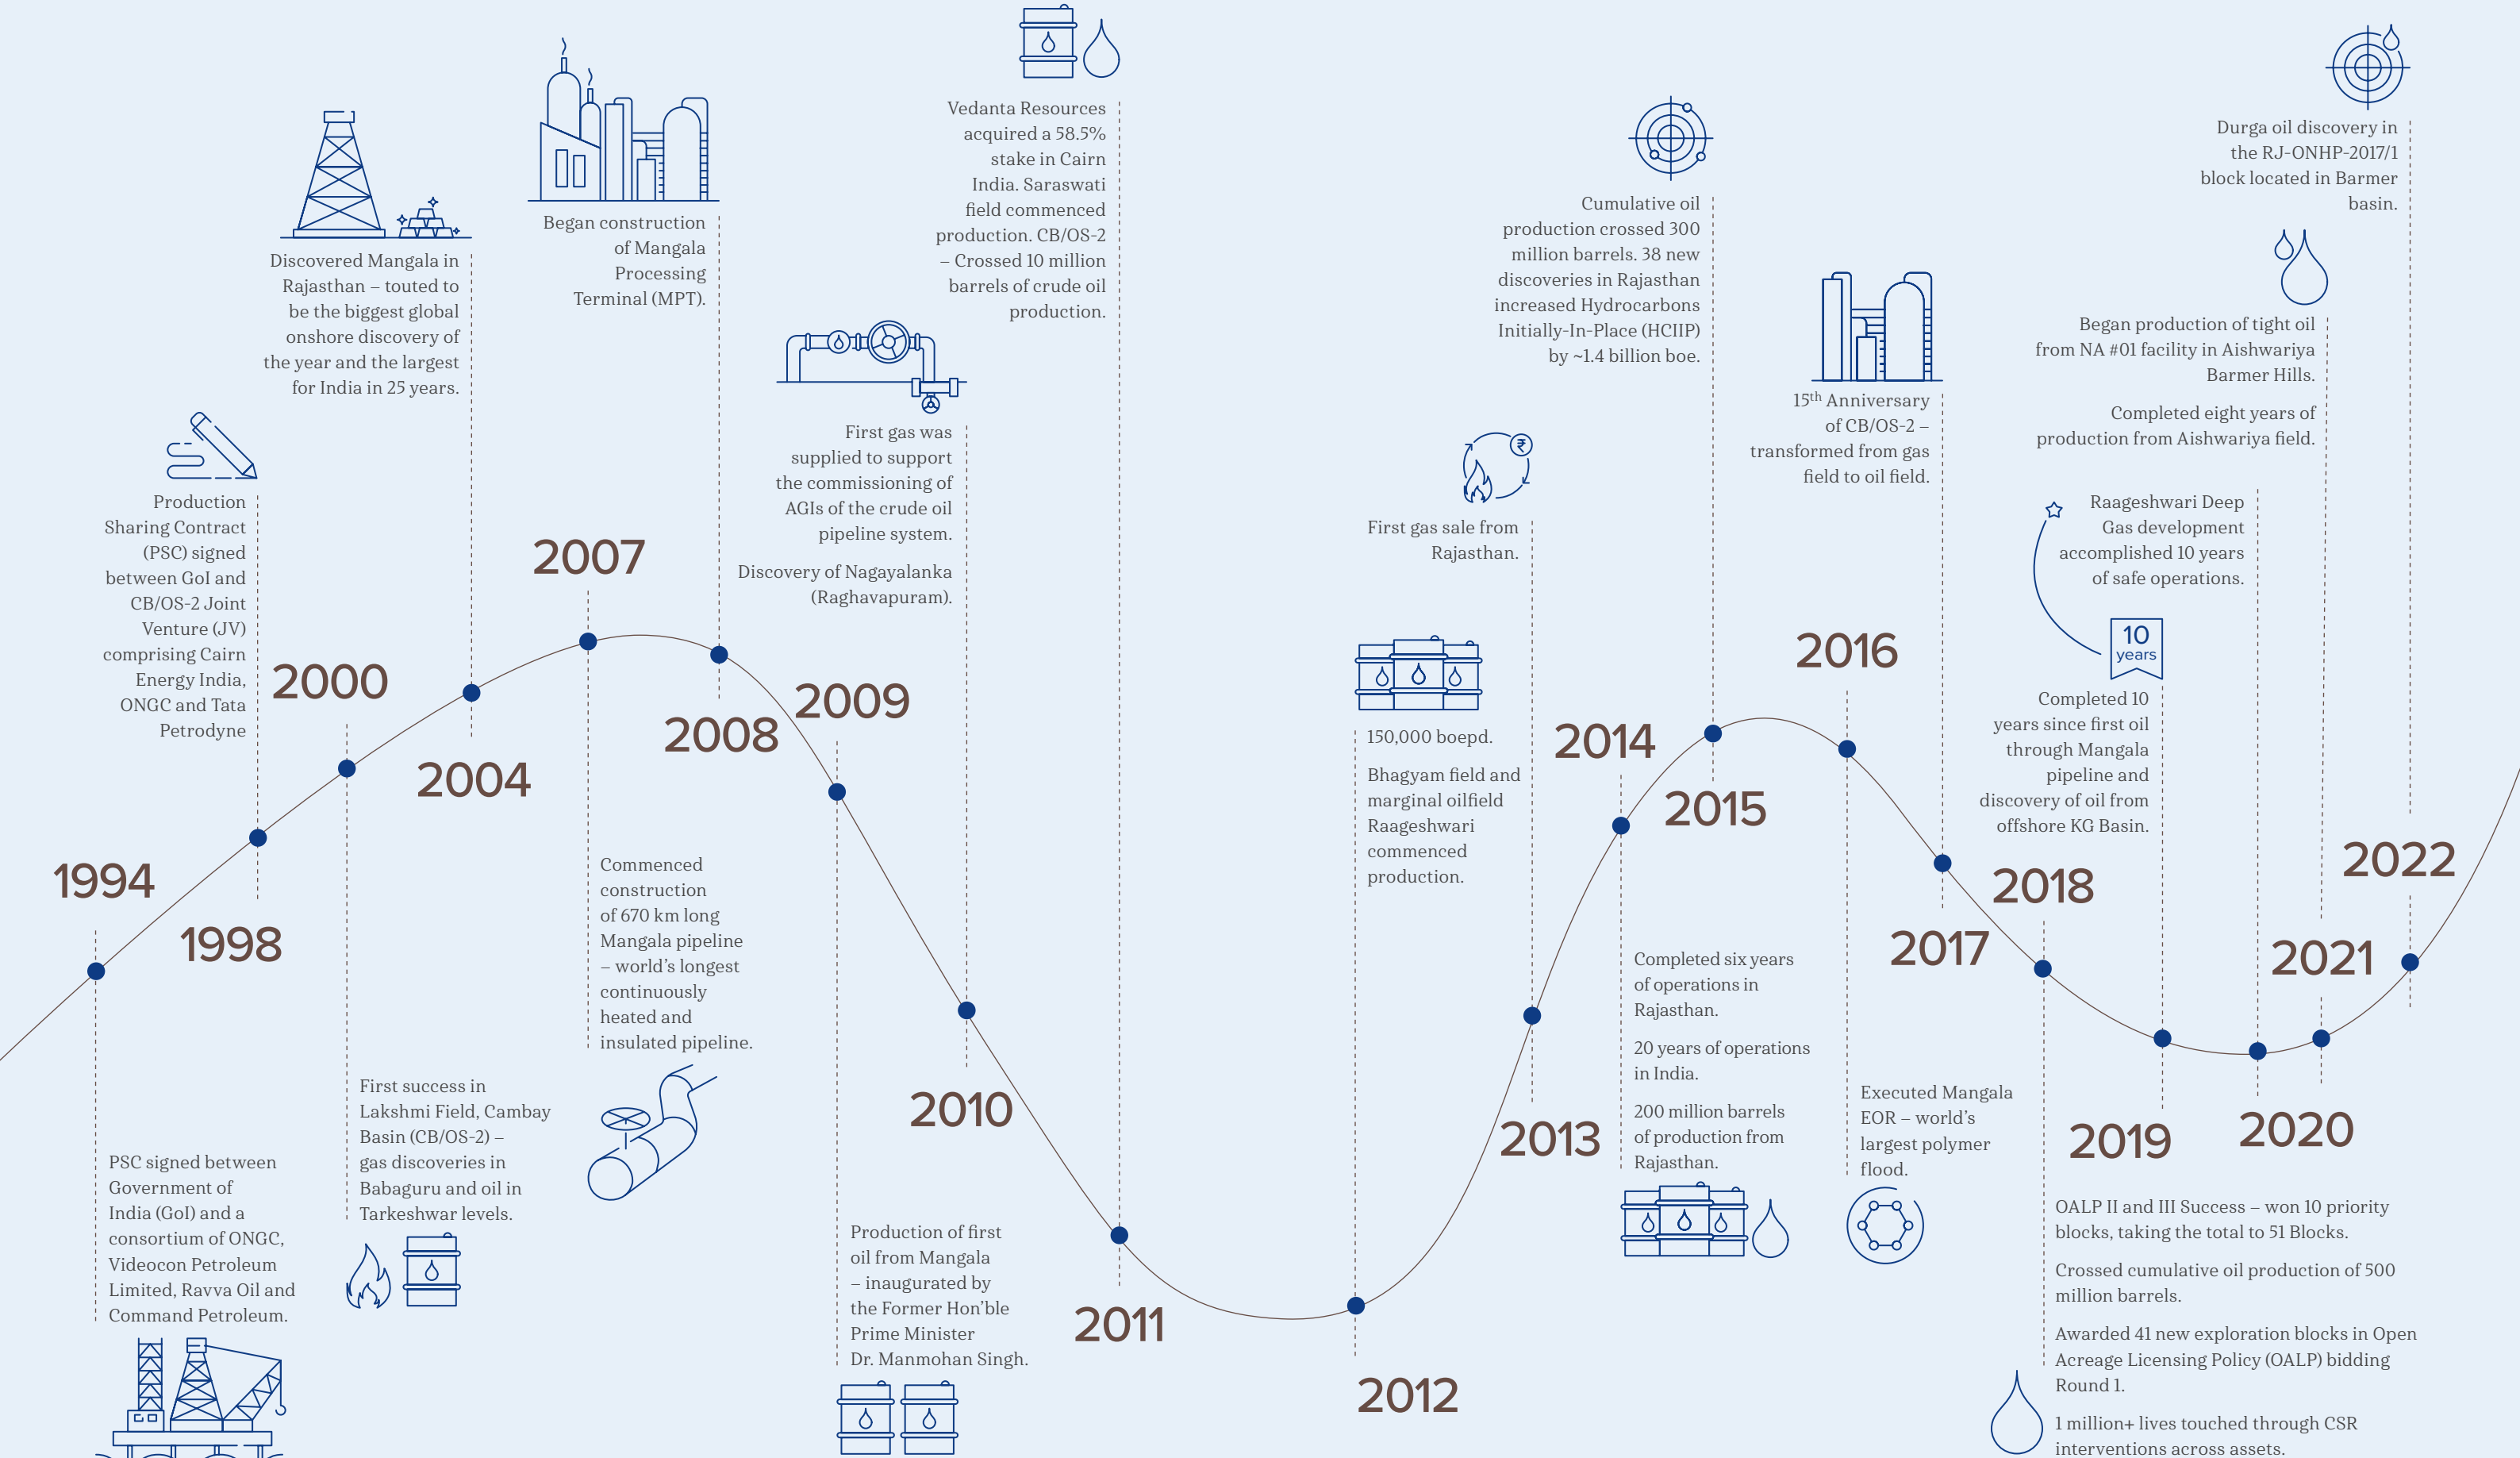 1994
PSC signed between
Government of
India (GoI) and a
consortium of ONGC,
Videocon Petroleum
Limited, Ravva Oil and
Command Petroleum.
1998
Production
Sharing Contract
(PSC) signed
between GoI and
CB/OS-2 Joint
Venture (JV)
comprising Cairn
Energy India,
ONGC and Tata
Petrodyne
2000
First success in
Lakshmi Field, Cambay
Basin (CB/OS-2) –
gas discoveries in
Babaguru and oil in
Tarkeshwar levels.
2004
Discovered Mangala in
Rajasthan – touted to
be the biggest global
onshore discovery of
the year and the largest
for India in 25 years.
2007
Commenced
construction
of 670 km long
Mangala pipeline
– world’s longest
continuously
heated and
insulated pipeline.
2008
Began construction
of Mangala
Processing
Terminal (MPT).
2009
Production of first
oil from Mangala
– inaugurated by
the Former Hon’ble
Prime Minister
Dr. Manmohan Singh.
2010
First gas was
supplied to support
the commissioning of
AGIs of the crude oil
pipeline system.
Discovery of Nagayalanka
(Raghavapuram).
2011
Vedanta Resources
acquired a 58.5%
stake in Cairn
India. Saraswati
field commenced
production. CB/OS-2
– Crossed 10 million
barrels of crude oil
production.
2012
150,000 boepd.
Bhagyam field and
marginal oilfield
Raageshwari
commenced
production.
2013
₹
First gas sale from
Rajasthan.
2014
Completed six years
of operations in
Rajasthan.
20 years of operations
in India.
200 million barrels
of production from
Rajasthan.
2015
Cumulative oil
production crossed 300
million barrels. 38 new
discoveries in Rajasthan
increased Hydrocarbons
Initially-In-Place (HCIIP)
by ~1.4 billion boe.
2016
Executed Mangala
EOR – world’s
largest polymer
flood.
2017
15th Anniversary
of CB/OS-2 –
transformed from gas
field to oil field.
2018
OALP II and III Success – won 10 priority
blocks, taking the total to 51 Blocks.
Crossed cumulative oil production of 500
million barrels.
Awarded 41 new exploration blocks in Open
Acreage Licensing Policy (OALP) bidding
Round 1.
1 million+ lives touched through CSR
interventions across assets.
2019
10
years
Completed 10
years since first oil
through Mangala
pipeline and
discovery of oil from
offshore KG Basin.
2020
Raageshwari Deep
Gas development
accomplished 10 years
of safe operations.
2021
Began production of tight oil
from NA #01 facility in Aishwariya
Barmer Hills.
Completed eight years of
production from Aishwariya field.
2022
Durga oil discovery in
the RJ-ONHP-2017/1
block located in Barmer
basin.